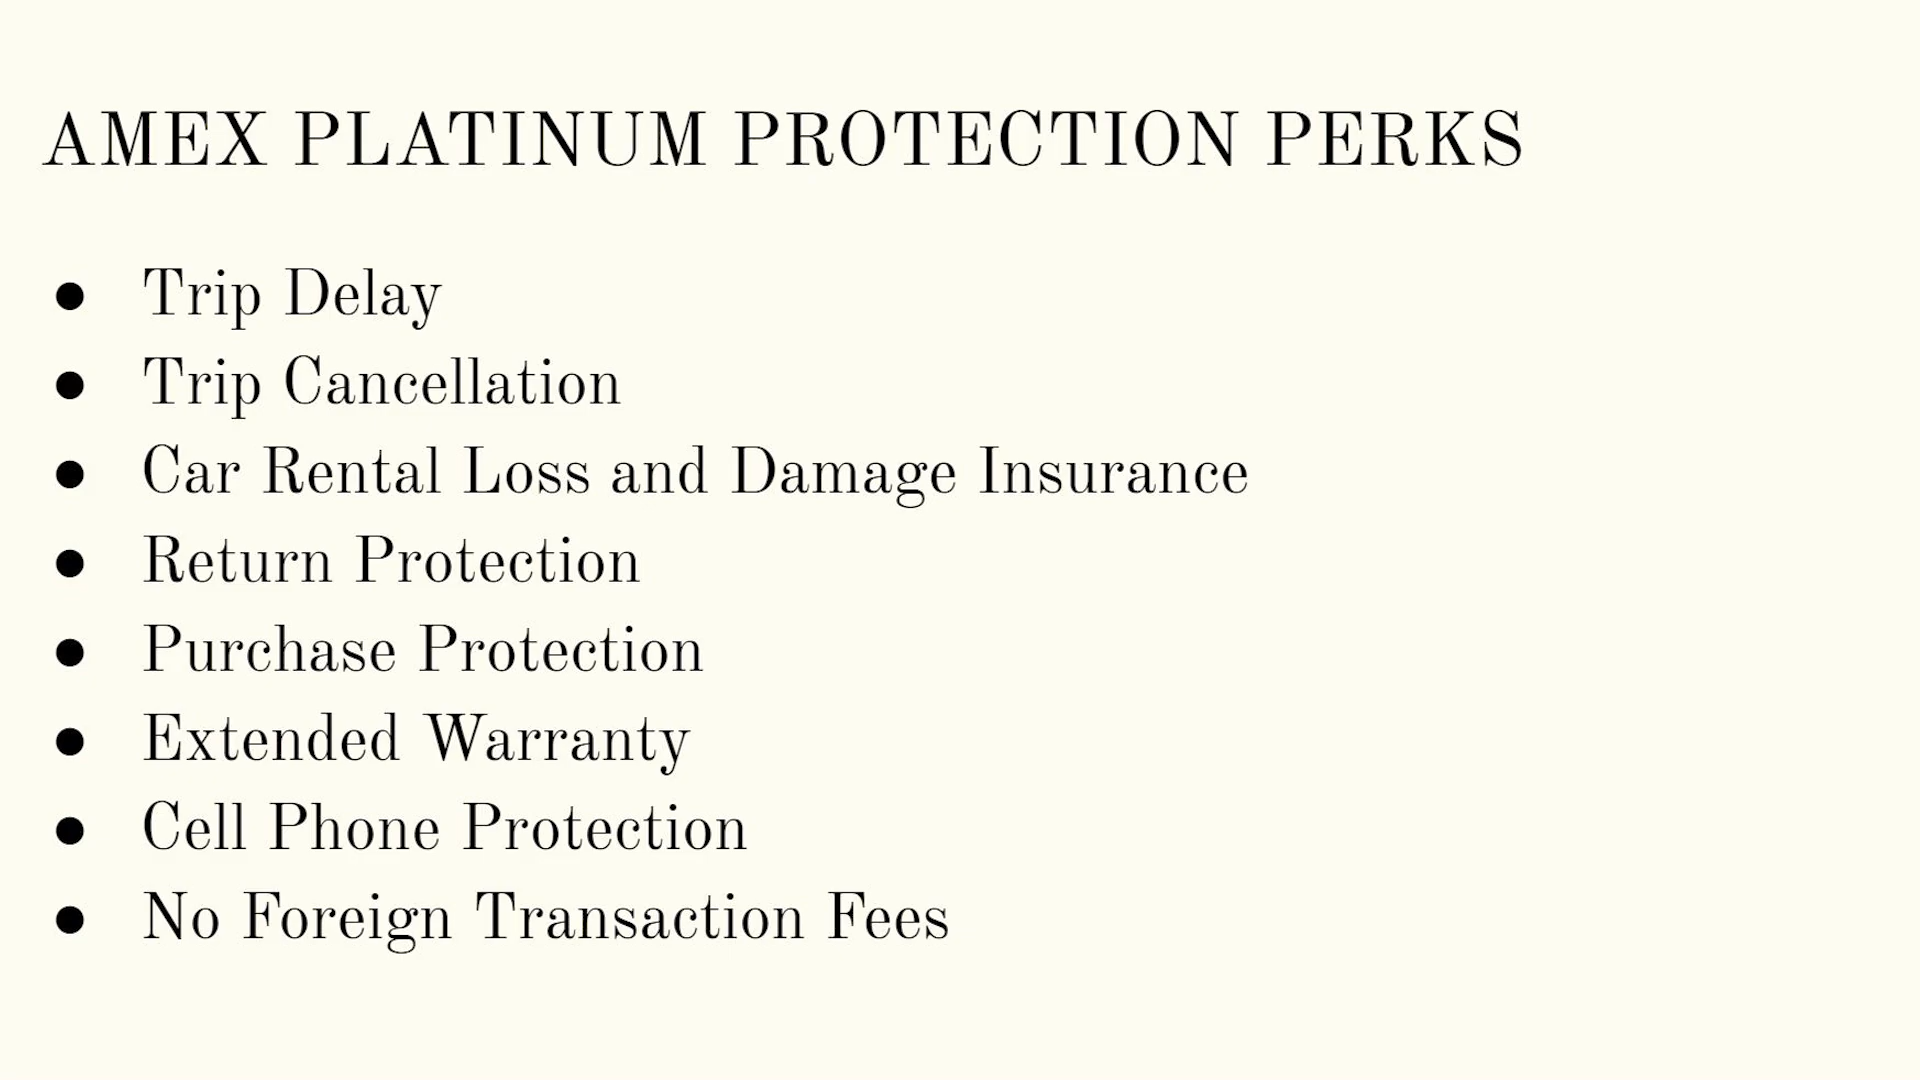 AMEX PLATINUM PROTECTION PERKS
● Trip Delay
● Trip Cancellation
● Car Rental Loss and Damage Insurance
● Return Protection
● Purchase Protection
● Extended Warranty
● Cell Phone Protection
● No Foreign Transaction Fees